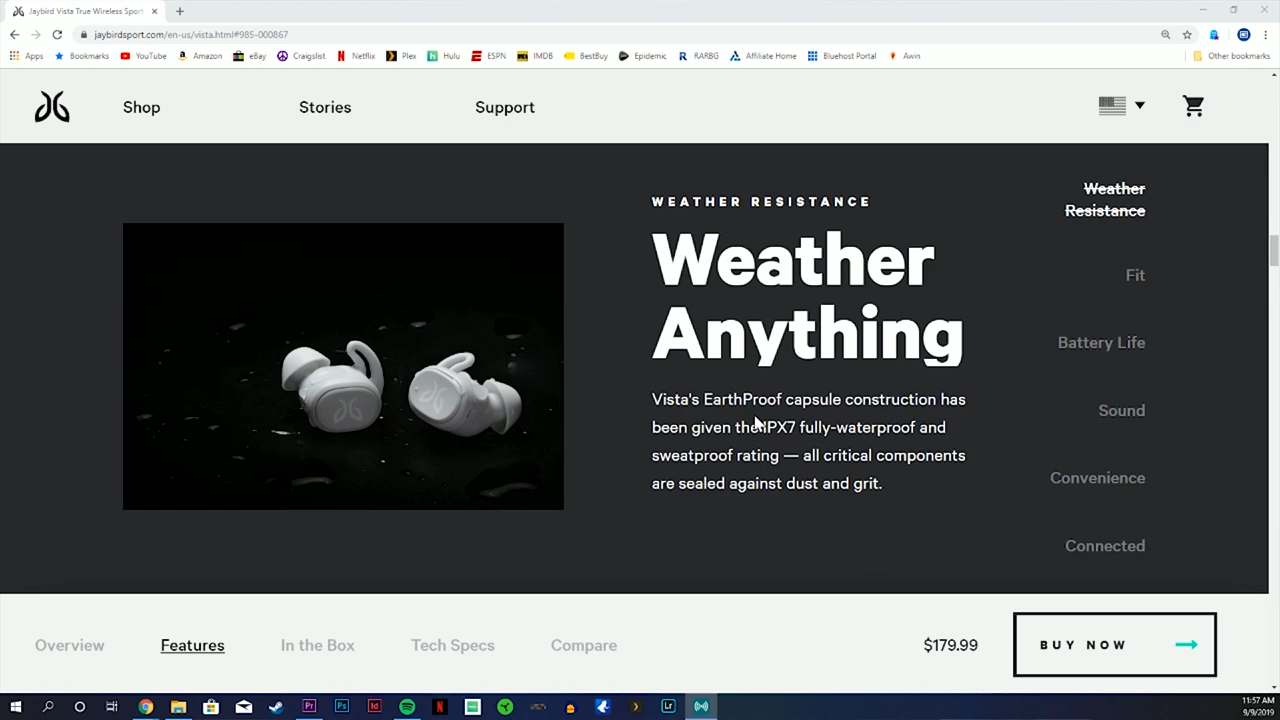 Jaybird Vista True Wireless Sport
jaybirdsport.com/en-us/vista.html#985-000867
Apps Bookmarks YouTube Amazon eBay Craigslist Netflix Plex Hulu ESPN IMDB BestBuy Epidemic RARBG Affiliate Home Bluehost Portal Awin Other bookmarks
Shop Stories Support
WEATHER RESISTANCE
Weather
Anything
Vista's EarthProof capsule construction has
been given the IPX7 fully-waterproof and
sweatproof rating — all critical components
are sealed against dust and grit.
Weather
Resistance
Fit
Battery Life
Sound
Convenience
Connected
Overview Features In the Box Tech Specs Compare $179.99 BUY NOW
11:57 AM
9/9/2019